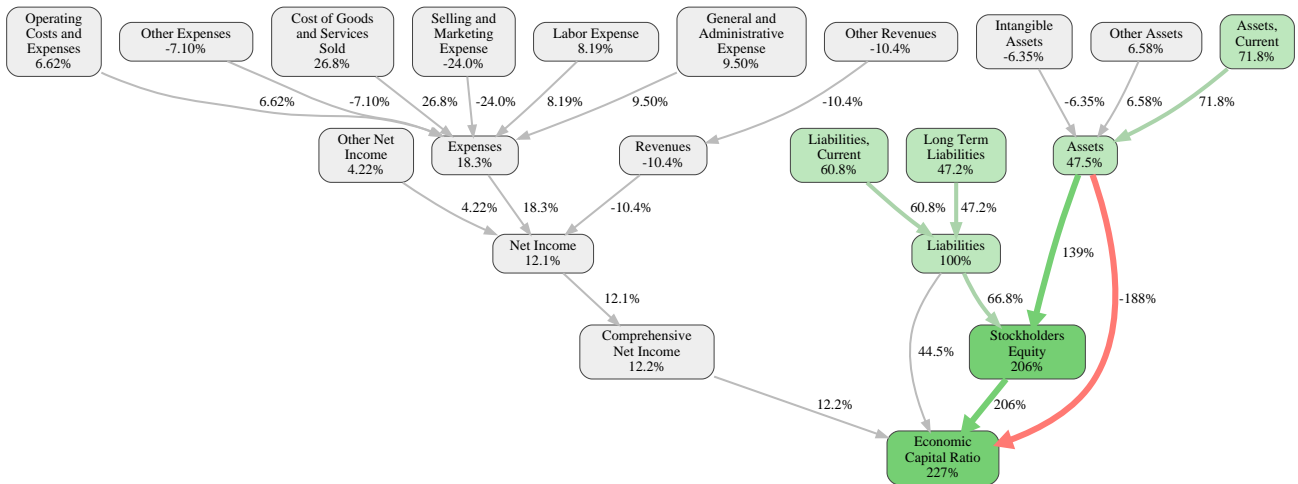 Operating
Costs and
Expenses
6.62%
Other Expenses
-7.10%
Cost of Goods
and Services
Sold
26.8%
Selling and
Marketing
Expense
-24.0%
Labor Expense
8.19%
General and
Administrative
Expense
9.50%
Other Revenues
-10.4%
Intangible
Assets
-6.35%
Other Assets
6.58%
Assets,
Current
71.8%
6.62%
-7.10%
26.8%
-24.0%
8.19%
9.50%
-10.4%
-6.35%
6.58%
71.8%
Other Net
Income
4.22%
Expenses
18.3%
Revenues
-10.4%
Liabilities,
Current
60.8%
Long Term
Liabilities
47.2%
Assets
47.5%
4.22%
18.3%
-10.4%
60.8%
47.2%
Net Income
12.1%
Liabilities
100%
139%
12.1%
66.8%
-188%
Comprehensive
Net Income
12.2%
44.5%
Stockholders
Equity
206%
12.2%
206%
Economic
Capital Ratio
227%